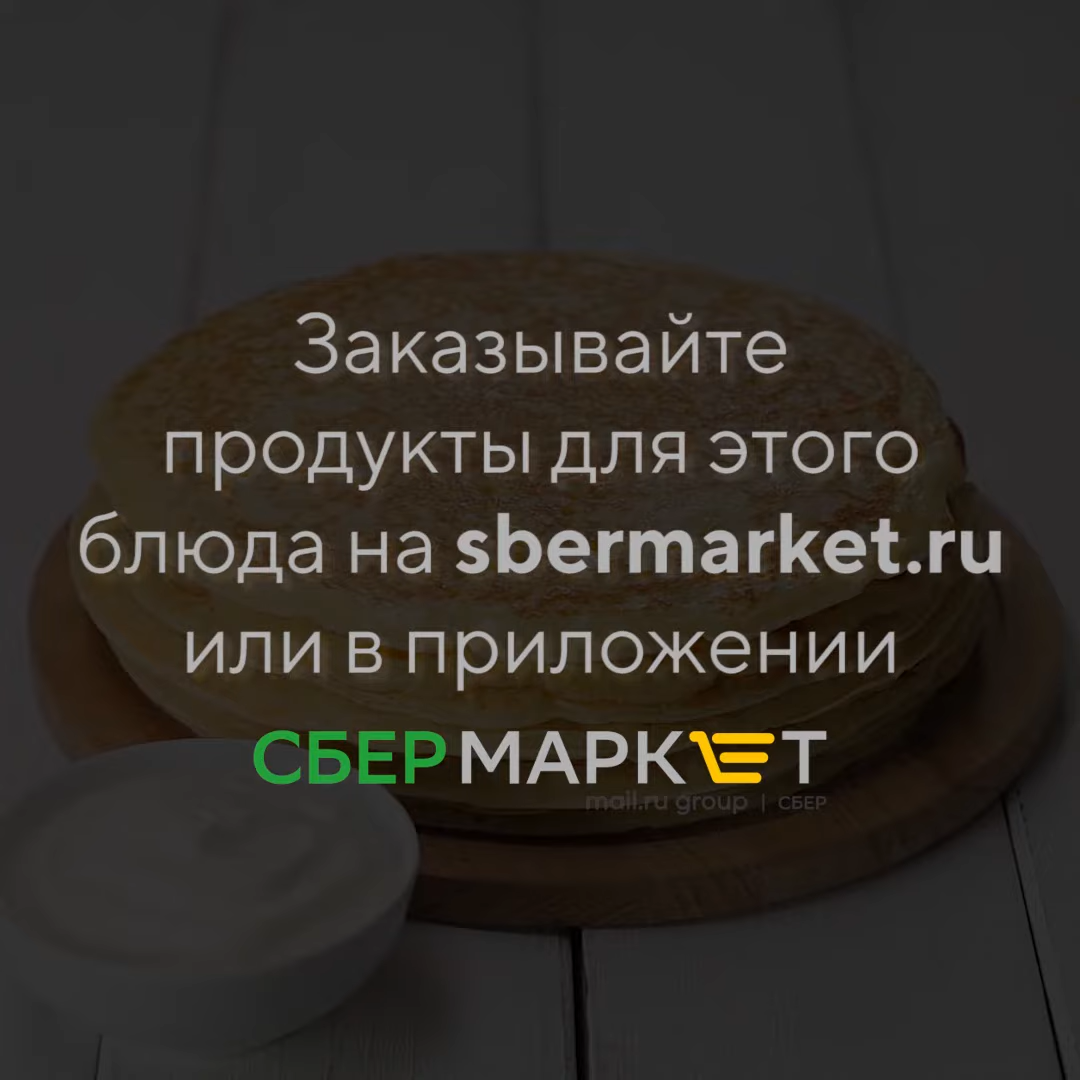 Заказывайте
продукты для этого
блюда на sbermarket.ru
или в приложении
СБЕРМАРКЕТ
mail.ru group | СБЕР